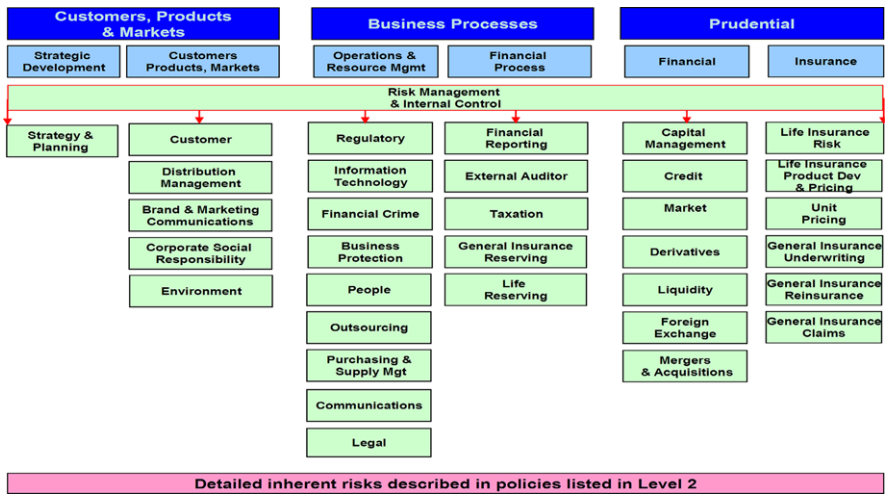 Customers, Products
& Markets
Business Processes
Prudential
Strategic
Development
Customers
Products, Markets
Operations &
Resource Mgmt
Financial
Process
Financial
Insurance
Risk Management
& Internal Control
Strategy &
Planning
Customer
Distribution
Management
Brand & Marketing
Communications
Corporate Social
Responsibility
Environment
Regulatory
Information
Technology
Financial Crime
Business
Protection
People
Outsourcing
Purchasing &
Supply Mgt
Communications
Legal
Financial
Reporting
External Auditor
Taxation
General Insurance
Reserving
Life
Reserving
Capital
Management
Credit
Market
Derivatives
Liquidity
Foreign
Exchange
Mergers
& Acquisitions
Life Insurance
Risk
Life Insurance
Product Dev
& Pricing
Unit
Pricing
General Insurance
Underwriting
General Insurance
Reinsurance
General Insurance
Claims
Detailed inherent risks described in policies listed in Level 2